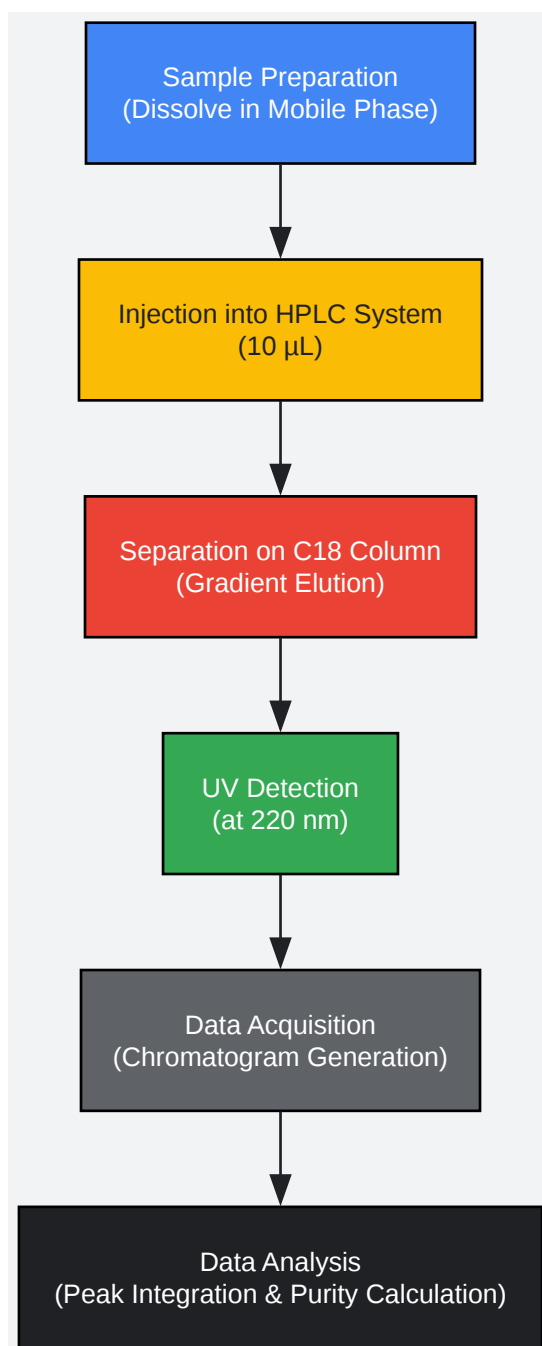 Sample Preparation
(Dissolve in Mobile Phase)
Injection into HPLC System
(10 µL)
Separation on C18 Column
(Gradient Elution)
UV Detection
(at 220 nm)
Data Acquisition
(Chromatogram Generation)
Data Analysis
(Peak Integration & Purity Calculation)